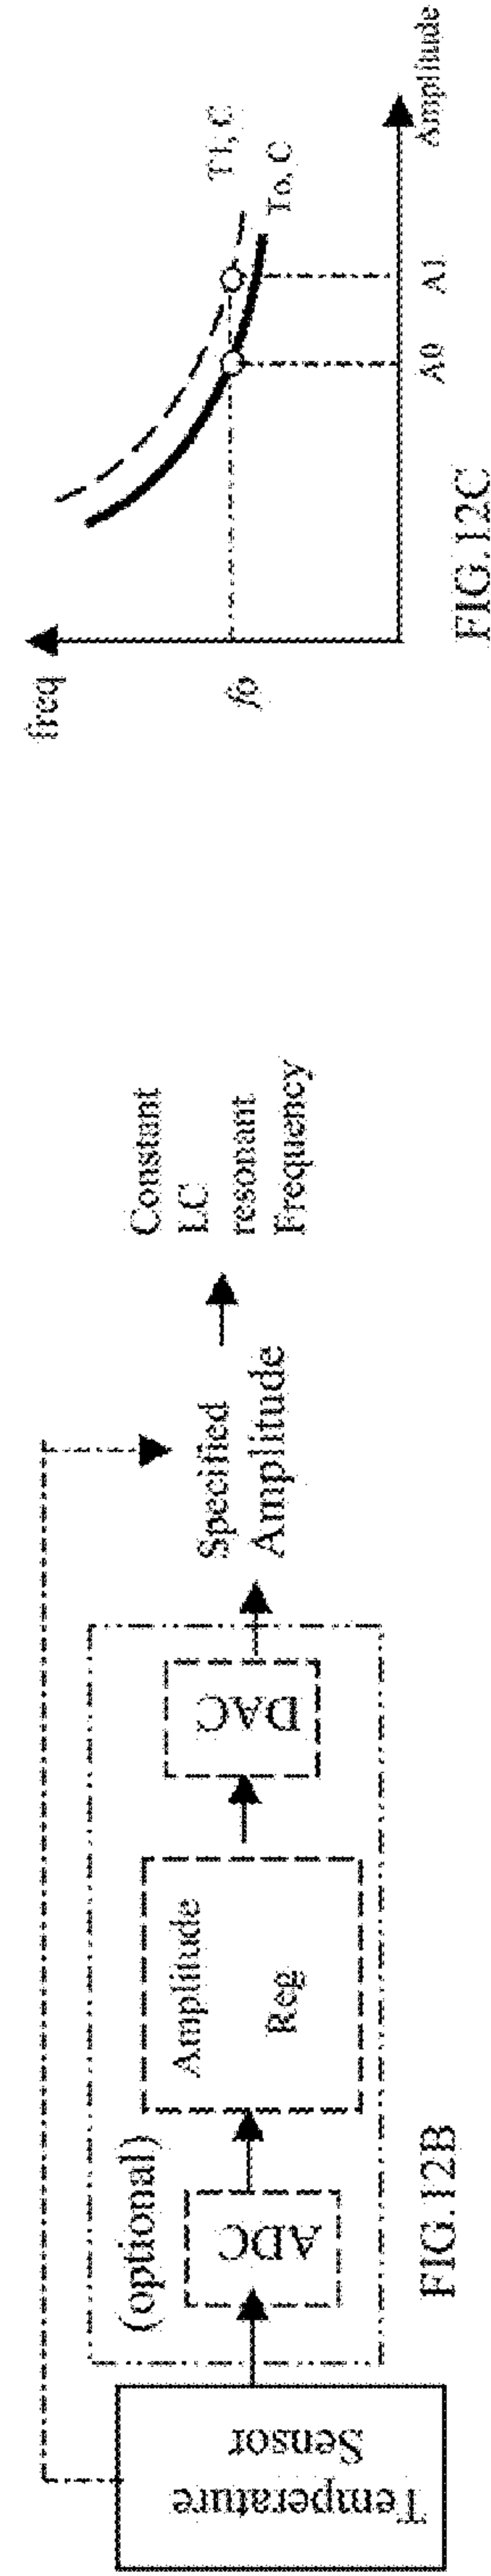 Temperature
Sensor
(optional)
ADC
Amplitude
Reg
DAC
Specified
Amplitude
Constant
LC
resonant
Frequency
FIG.12B
freq
fo
T1, C
To, C
A0
A1
Amplitude
FIG.12C